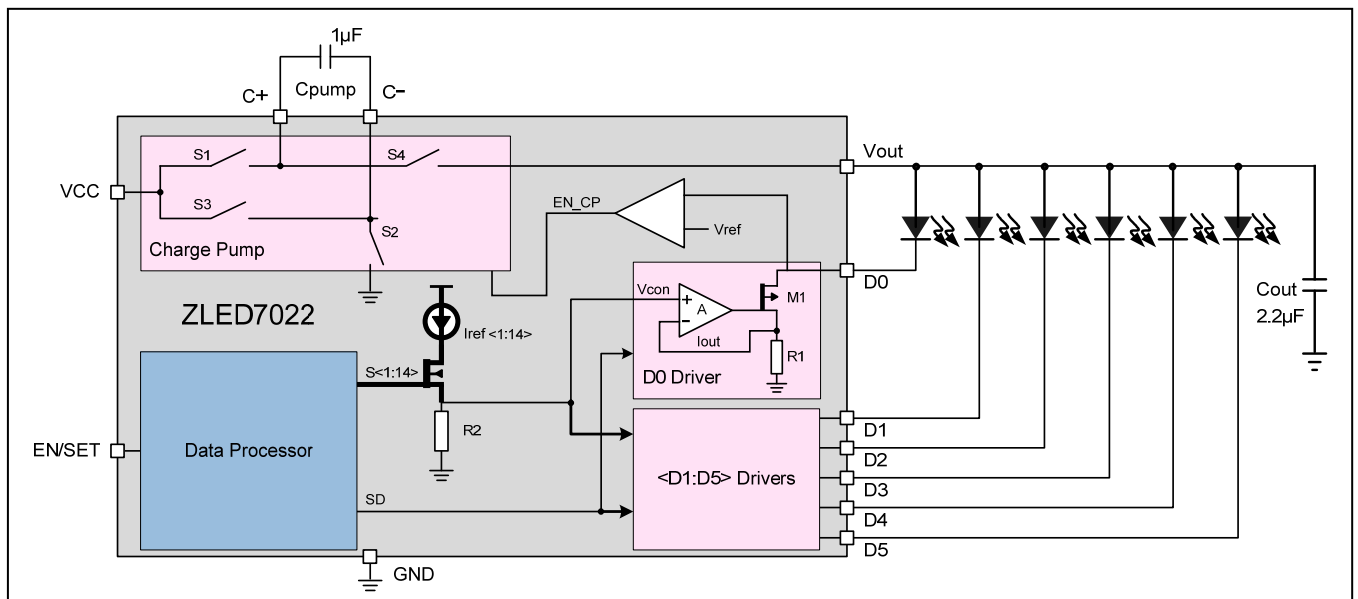 1µF
Cpump
C+
C–
S1
S4
Vout
VCC
S3
S2
EN_CP
Vref
Charge Pump
D0
Vcon
+
A
–
M1
Iout
R1
D0 Driver
Cout
2.2µF
ZLED7022
Iref <1:14>
S<1:14>
R2
EN/SET
Data Processor
<D1:D5> Drivers
D1
D2
D3
D4
D5
SD
GND